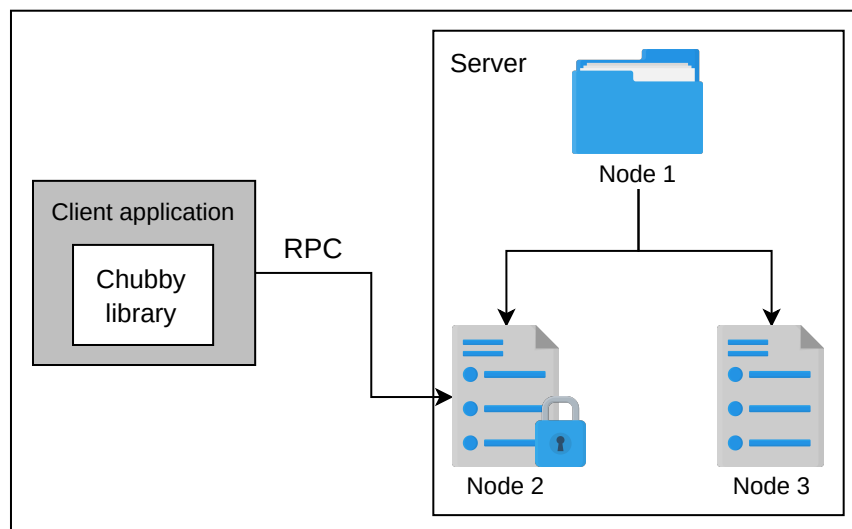 Server
Node 1
Client application
Chubby
library
RPC
Node 2
Node 3